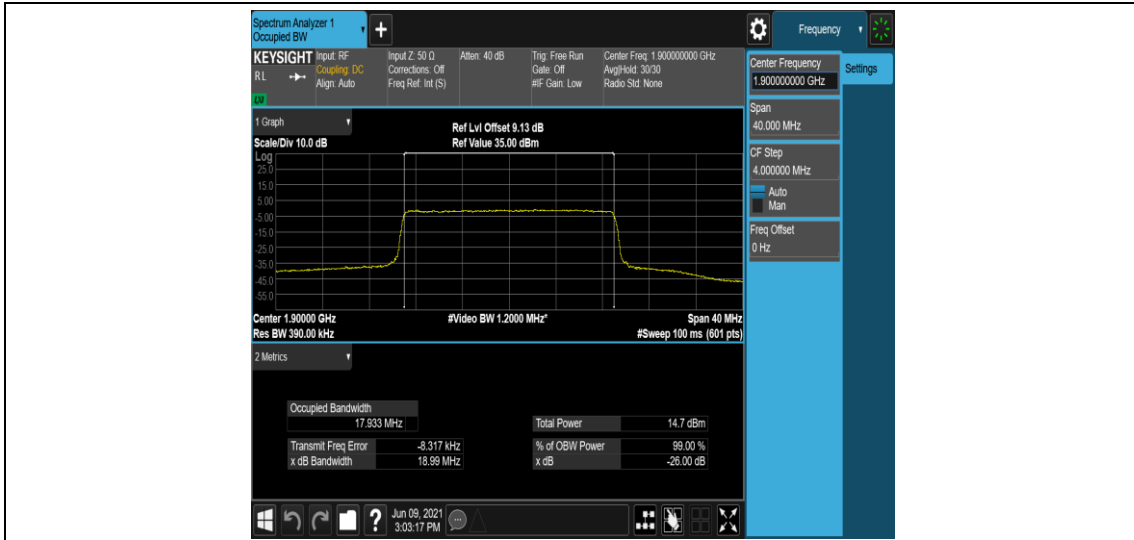 Spectrum Analyzer 1
Occupied BW
+
Frequency
KEYSIGHT
RL
Input: RF
Coupling: DC
Align: Auto
Input Z: 50 Ω
Corrections: Off
Freq Ref: Int (S)
Atten: 40 dB
Trig: Free Run
Gate: Off
#IF Gain: Low
Center Freq: 1.900000000 GHz
Avg|Hold: 30/30
Radio Std: None
1 Graph
Scale/Div 10.0 dB
Ref Lvl Offset 9.13 dB
Ref Value 35.00 dBm
Log
25.0
15.0
5.00
-5.00
-15.0
-25.0
-35.0
-45.0
-55.0
Center 1.90000 GHz
#Video BW 1.2000 MHz*
Span 40 MHz
Res BW 390.00 kHz
#Sweep 100 ms (601 pts)
2 Metrics
Occupied Bandwidth
17.933 MHz
Total Power 14.7 dBm
Transmit Freq Error -8.317 kHz
% of OBW Power 99.00 %
x dB Bandwidth 18.99 MHz
x dB -26.00 dB
Center Frequency
1.900000000 GHz
Settings
Span
40.000 MHz
CF Step
4.000000 MHz
Auto
Man
Freq Offset
0 Hz
?
Jun 09, 2021
3:03:17 PM